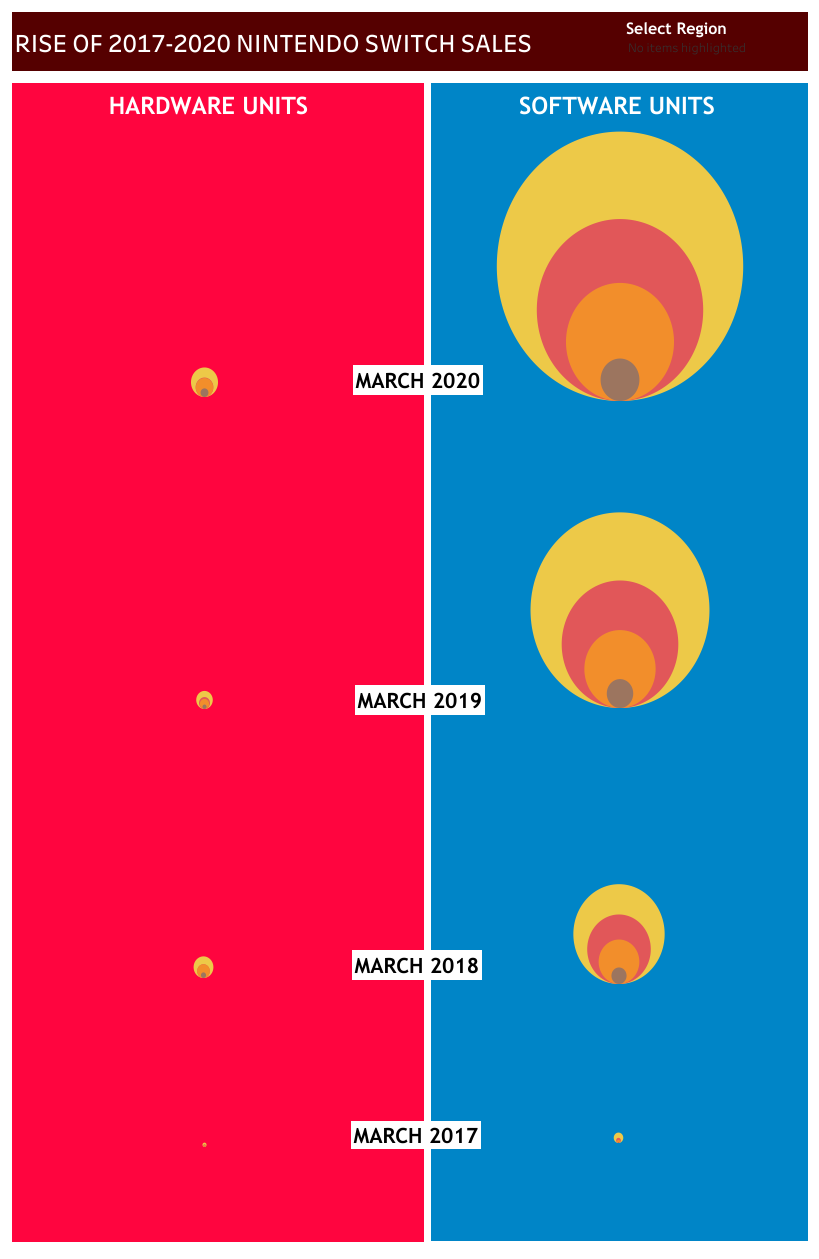 RISE OF 2017-2020 NINTENDO SWITCH SALES
Select Region
No items highlighted
HARDWARE UNITS
SOFTWARE UNITS
MARCH 2020
MARCH 2019
MARCH 2018
MARCH 2017